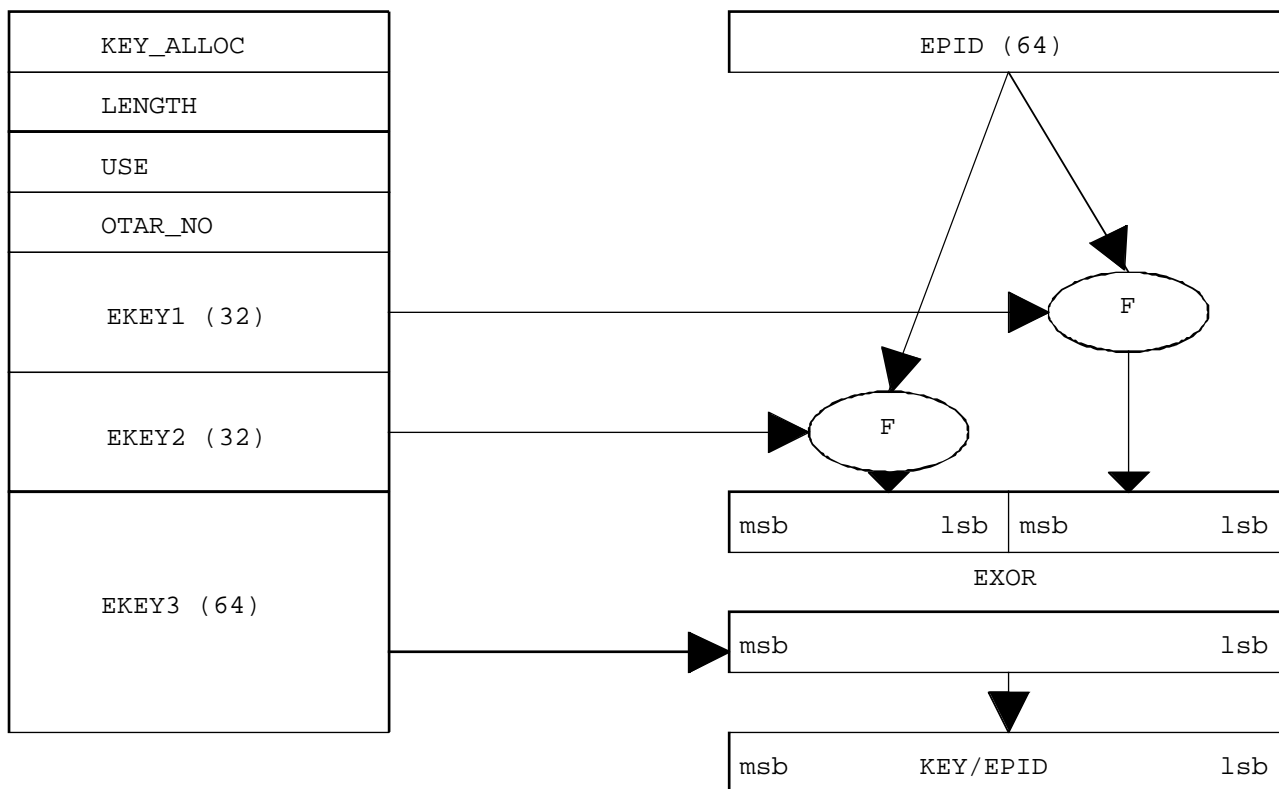 KEY_ALLOC
LENGTH
USE
OTAR_NO
EKEY1 (32)
EKEY2 (32)
EKEY3 (64)
EPID (64)
F
F
msb lsb msb lsb
EXOR
msb lsb
msb KEY/EPID lsb